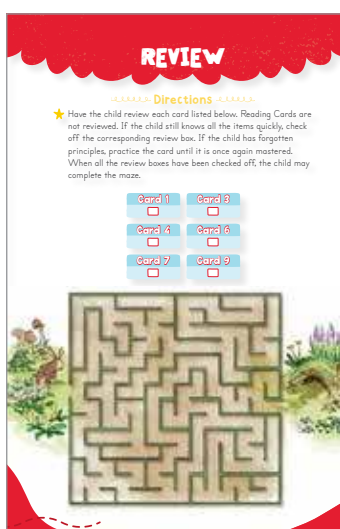 REVIEW
Directions
Have the child review each card listed below. Reading Cards are
not reviewed. If the child still knows all the items quickly, check
off the corresponding review box. If the child has forgotten
principles, practice the card until it is once again mastered.
When all the review boxes have been checked off, the child may
complete the maze.
Card 1 Card 3
Card 4 Card 6
Card 7 Card 9